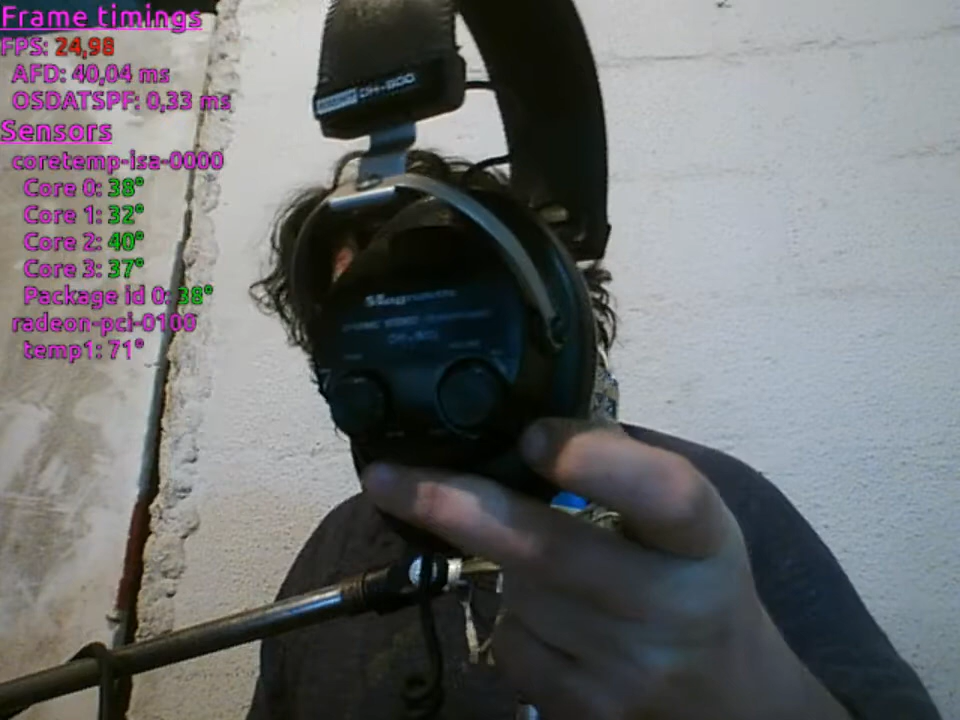 Frame timings
FPS: 24,98
AFD: 40,04 ms
OSDATSPF: 0,33 ms
Sensors
coretemp-isa-0000
Core 0: 38°
Core 1: 32°
Core 2: 40°
Core 3: 37°
Package id 0: 38°
radeon-pci-0100
temp1: 71°
DH-800